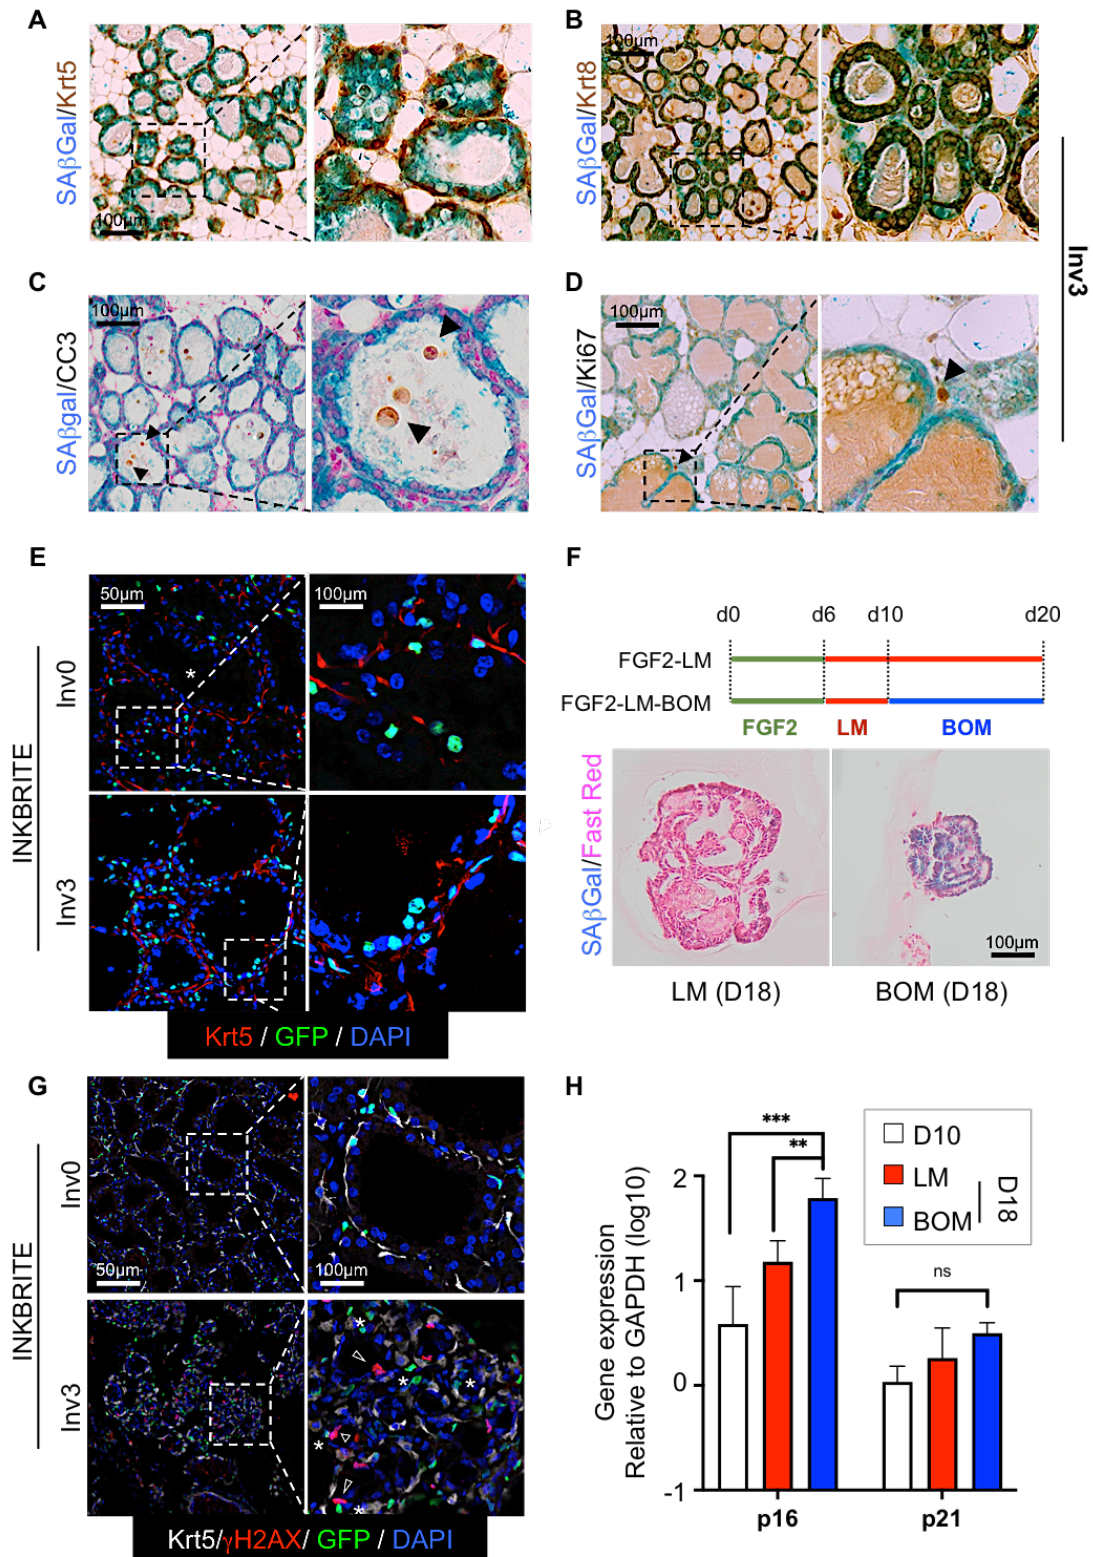 A
SAβGal/Krt5
100µm
B
SAβGal/Krt8
100µm
Inv3
C
SAβgal/CC3
100µm
D
SAβGal/Ki67
100µm
E
INKBRITE
Inv0
50µm
100µm
Inv3
Krt5 / GFP / DAPI
F
d0 d6 d10 d20
FGF2-LM
FGF2-LM-BOM
FGF2 LM BOM
SAβGal/Fast Red
100µm
LM (D18) BOM (D18)
G
INKBRITE
Inv0
50µm
100µm
Inv3
* * * * *
Krt5/γH2AX/ GFP / DAPI
H
Gene expression
Relative to GAPDH (log10)
2
1
0
-1
***
**
ns
D10
LM
BOM
D18
p16 p21